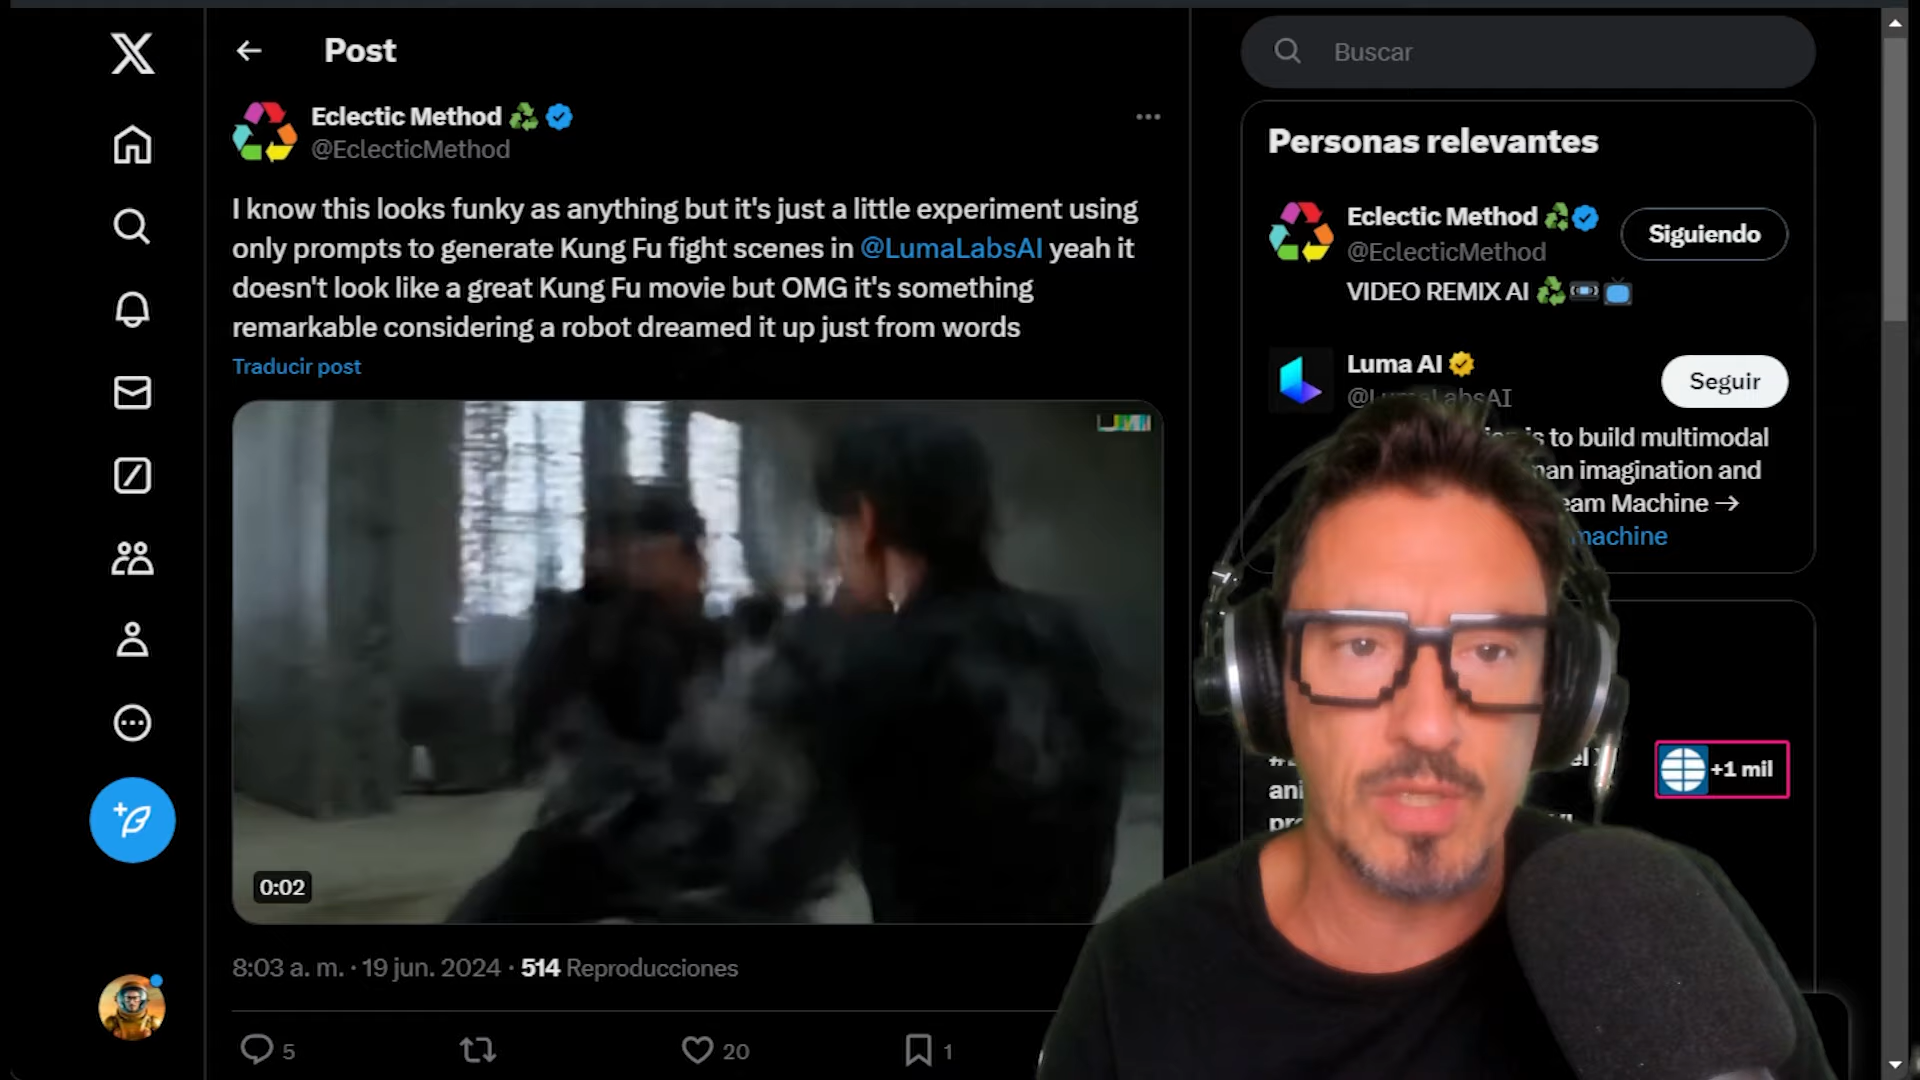 Post
Buscar
Eclectic Method
@EclecticMethod
I know this looks funky as anything but it's just a little experiment using
only prompts to generate Kung Fu fight scenes in @LumaLabsAI yeah it
doesn't look like a great Kung Fu movie but OMG it's something
remarkable considering a robot dreamed it up just from words
Traducir post
0:02
8:03 a. m. · 19 jun. 2024 · 514 Reproducciones
5
20
1
Personas relevantes
Eclectic Method
@EclecticMethod
Siguiendo
VIDEO REMIX AI
Luma AI
@LumaLabsAI
Seguir
is to build multimodal
imagination and
Machine →
machine
+1 mil